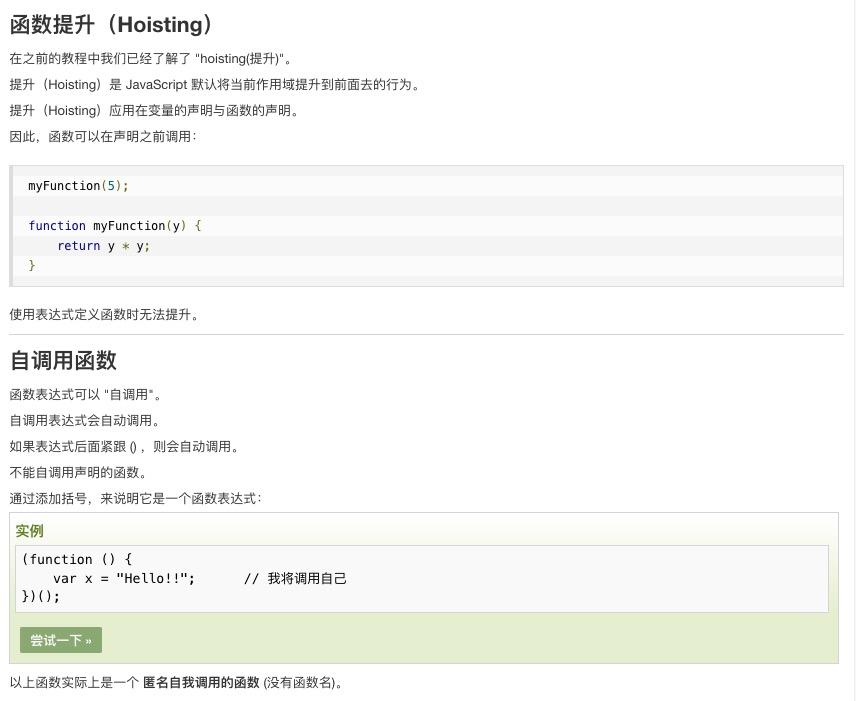 函数提升（Hoisting）
在之前的教程中我们已经了解了 "hoisting(提升)"。
提升（Hoisting）是 JavaScript 默认将当前作用域提升到前面去的行为。
提升（Hoisting）应用在变量的声明与函数的声明。
因此，函数可以在声明之前调用：
myFunction(5);
function myFunction(y) {
    return y * y;
}
使用表达式定义函数时无法提升。
自调用函数
函数表达式可以 "自调用"。
自调用表达式会自动调用。
如果表达式后面紧跟 () ，则会自动调用。
不能自调用声明的函数。
通过添加括号，来说明它是一个函数表达式：
实例
(function () {
    var x = "Hello!!";      // 我将调用自己
})();
尝试一下 »
以上函数实际上是一个 匿名自我调用的函数 (没有函数名)。